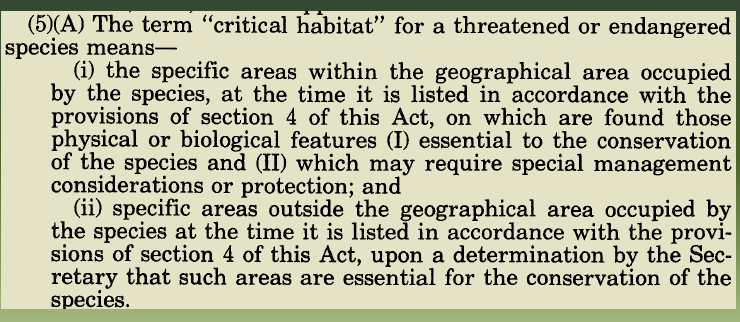 (5)(A) The term “critical habitat” for a threatened or endangered
species means—
(i) the specific areas within the geographical area occupied
by the species, at the time it is listed in accordance with the
provisions of section 4 of this Act, on which are found those
physical or biological features (I) essential to the conservation
of the species and (II) which may require special management
considerations or protection; and
(ii) specific areas outside the geographical area occupied by
the species at the time it is listed in accordance with the provi-
sions of section 4 of this Act, upon a determination by the Sec-
retary that such areas are essential for the conservation of the
species.